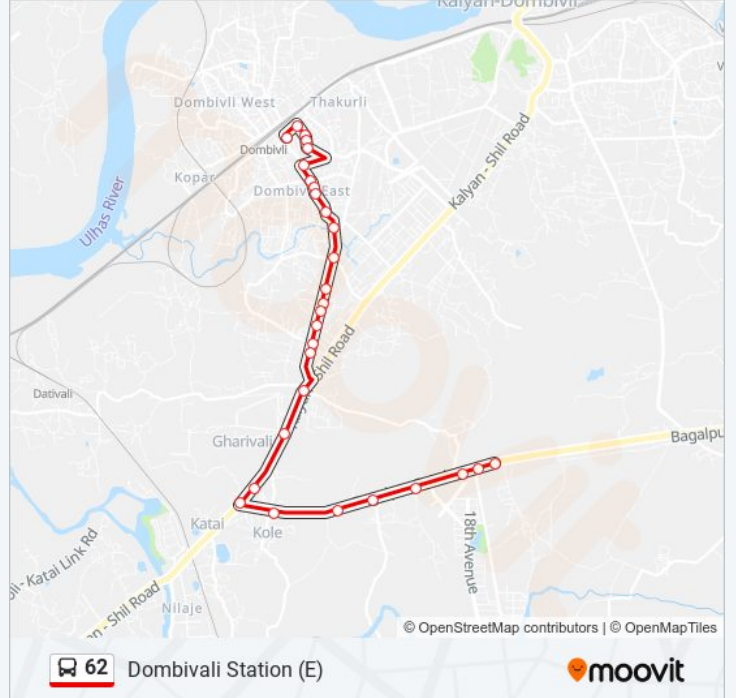 Kalyan-Dombivli
Dombivli West
Thakurli
Dombivli
Kopar
Dombivli East
Ulhas River
Kalyan - Shil Road
Shil Road
Dativali
Gharivali
Bagalpu
Katai
Kole
18th Avenue
- Katai Link Rd
- Shil Road
Nilaje
© OpenStreetMap contributors | © OpenMapTiles
62 Dombivali Station (E)
moovit